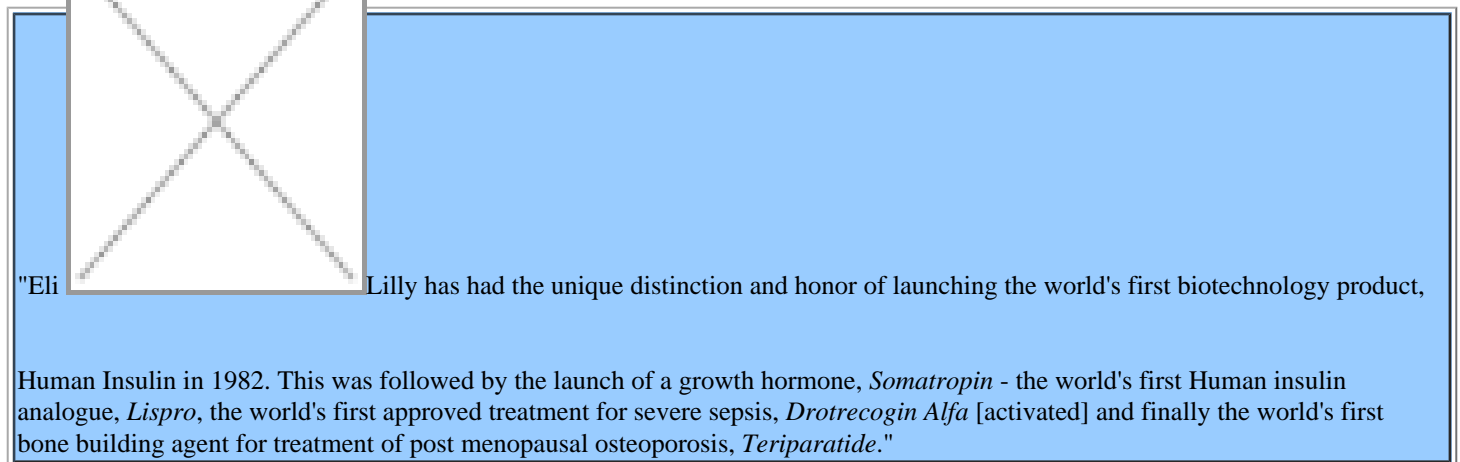 "Eli Lilly has had the unique distinction and honor of launching the world's first biotechnology product,
Human Insulin in 1982. This was followed by the launch of a growth hormone, Somatropin - the world's first Human insulin
analogue, Lispro, the world's first approved treatment for severe sepsis, Drotrecogin Alfa [activated] and finally the world's first
bone building agent for treatment of post menopausal osteoporosis, Teriparatide."